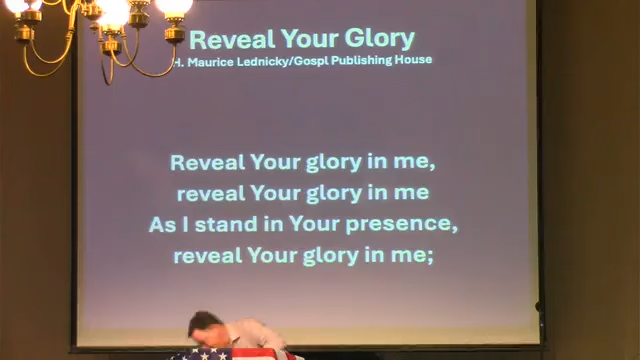 Reveal Your Glory
H. Maurice Lednicky/Gospl Publishing House
Reveal Your glory in me,
reveal Your glory in me
As I stand in Your presence,
reveal Your glory in me;